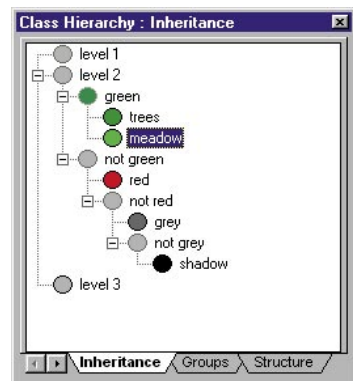 Class Hierarchy : Inheritance
level 1
level 2
green
trees
meadow
not green
red
not red
grey
not grey
shadow
level 3
Inheritance Groups Structure